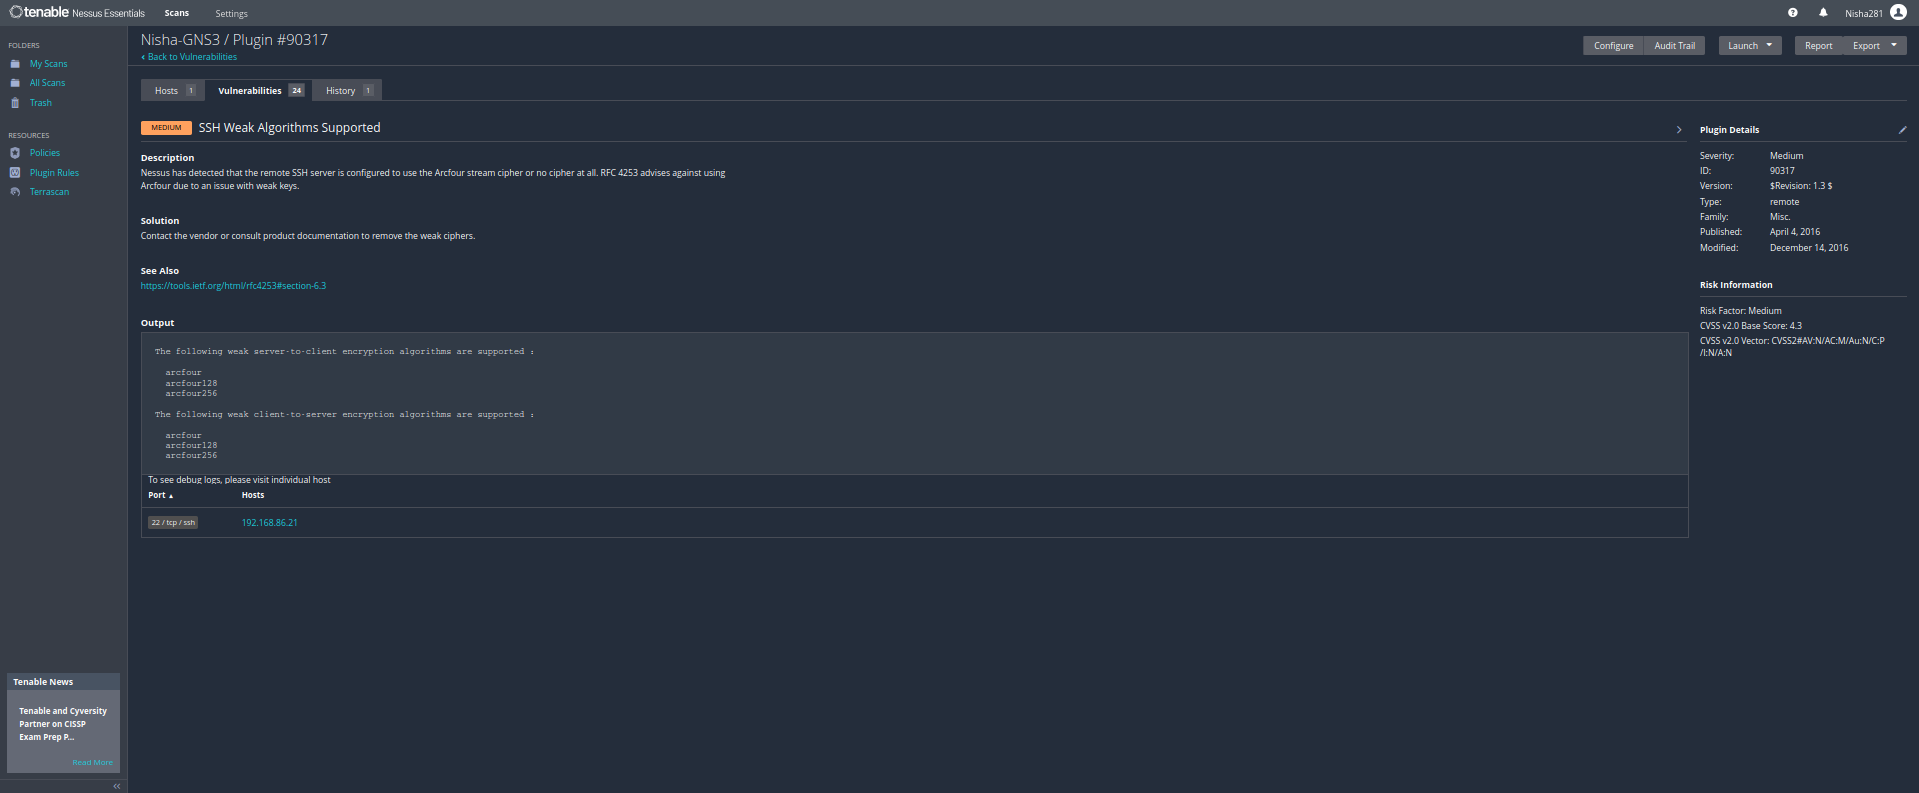 tenable Nessus Essentials Scans Settings Nisha281
FOLDERS
My Scans
All Scans
Trash
RESOURCES
Policies
Plugin Rules
Terrascan
Tenable News
Tenable and Cyversity
Partner on CISSP
Exam Prep P...
Read More
Nisha-GNS3 / Plugin #90317
‹ Back to Vulnerabilities
Configure Audit Trail Launch Report Export
Hosts 1 Vulnerabilities 24 History 1
MEDIUM SSH Weak Algorithms Supported
Description
Nessus has detected that the remote SSH server is configured to use the Arcfour stream cipher or no cipher at all. RFC 4253 advises against using
Arcfour due to an issue with weak keys.
Solution
Contact the vendor or consult product documentation to remove the weak ciphers.
See Also
https://tools.ietf.org/html/rfc4253#section-6.3
Output
The following weak server-to-client encryption algorithms are supported :
arcfour
arcfour128
arcfour256
The following weak client-to-server encryption algorithms are supported :
arcfour
arcfour128
arcfour256
To see debug logs, please visit individual host
Port ▲ Hosts
22 / tcp / ssh 192.168.86.21
Plugin Details
Severity: Medium
ID: 90317
Version: $Revision: 1.3 $
Type: remote
Family: Misc.
Published: April 4, 2016
Modified: December 14, 2016
Risk Information
Risk Factor: Medium
CVSS v2.0 Base Score: 4.3
CVSS v2.0 Vector: CVSS2#AV:N/AC:M/Au:N/C:P
/I:N/A:N